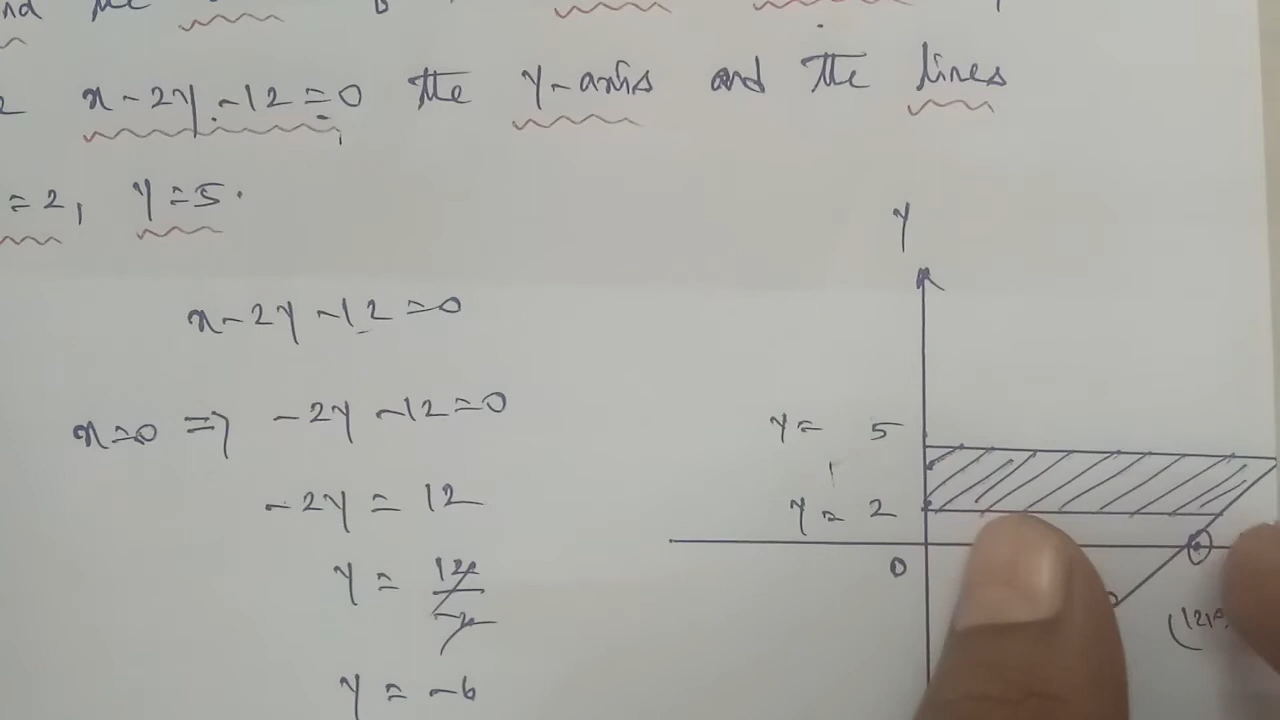 x - 2y - 12 = 0 the Y-axis and the lines
= 2, Y = 5.
x - 2y - 12 = 0
x = 0 ⇒ - 2y - 12 = 0
- 2y = 12
y = 12/-2
y = -6
Y
Y = 5
Y = 2
0